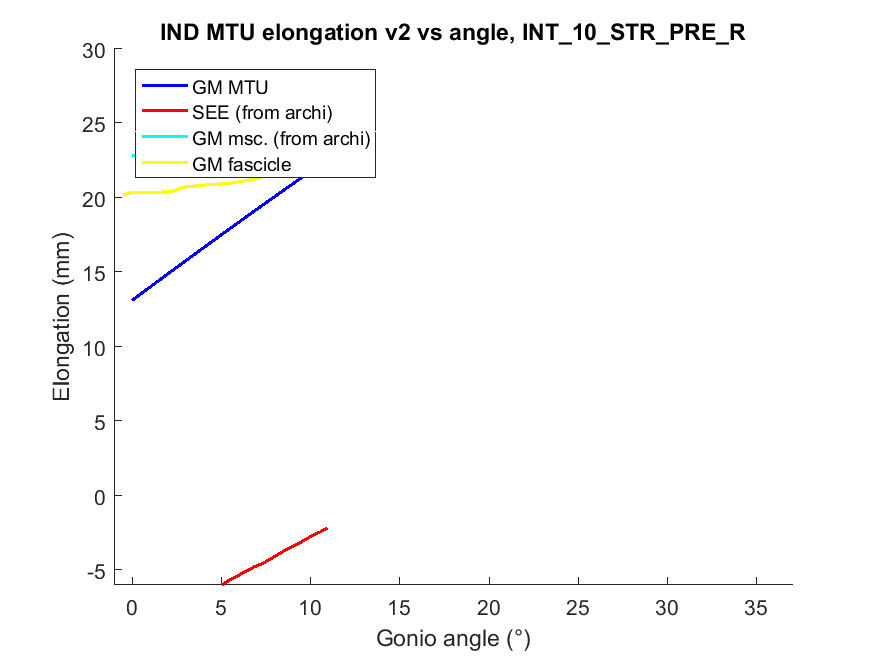 IND MTU elongation v2 vs angle, INT_10_STR_PRE_R
30
25
20
15
10
5
0
-5
Elongation (mm)
GM MTU
SEE (from archi)
GM msc. (from archi)
GM fascicle
0 5 10 15 20 25 30 35
Gonio angle (°)